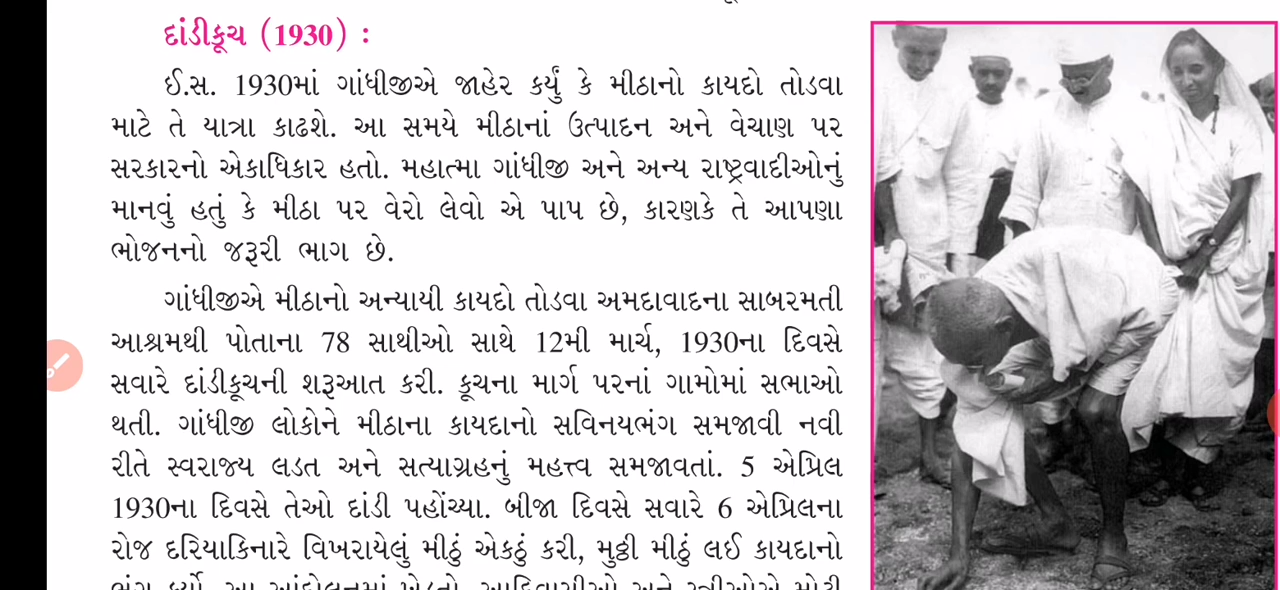 દાંડીકૂચ (1930) :
ઈ.સ. 1930માં ગાંધીજીએ જાહેર કર્યું કે મીઠાનો કાયદો તોડવા
માટે તે યાત્રા કાઢશે. આ સમયે મીઠાનાં ઉત્પાદન અને વેચાણ પર
સરકારનો એકાધિકાર હતો. મહાત્મા ગાંધીજી અને અન્ય રાષ્ટ્રવાદીઓનું
માનવું હતું કે મીઠા પર વેરો લેવો એ પાપ છે, કારણકે તે આપણા
ભોજનનો જરૂરી ભાગ છે.
ગાંધીજીએ મીઠાનો અન્યાયી કાયદો તોડવા અમદાવાદના સાબરમતી
આશ્રમથી પોતાના 78 સાથીઓ સાથે 12મી માર્ચ, 1930ના દિવસે
સવારે દાંડીકૂચની શરૂઆત કરી. કૂચના માર્ગ પરનાં ગામોમાં સભાઓ
થતી. ગાંધીજી લોકોને મીઠાના કાયદાનો સવિનયભંગ સમજાવી નવી
રીતે સ્વરાજ્ય લડત અને સત્યાગ્રહનું મહત્ત્વ સમજાવતાં. 5 એપ્રિલ
1930ના દિવસે તેઓ દાંડી પહોંચ્યા. બીજા દિવસે સવારે 6 એપ્રિલના
રોજ દરિયાકિનારે વિખરાયેલું મીઠું એકઠું કરી, મુઠ્ઠી મીઠું લઈ કાયદાનો